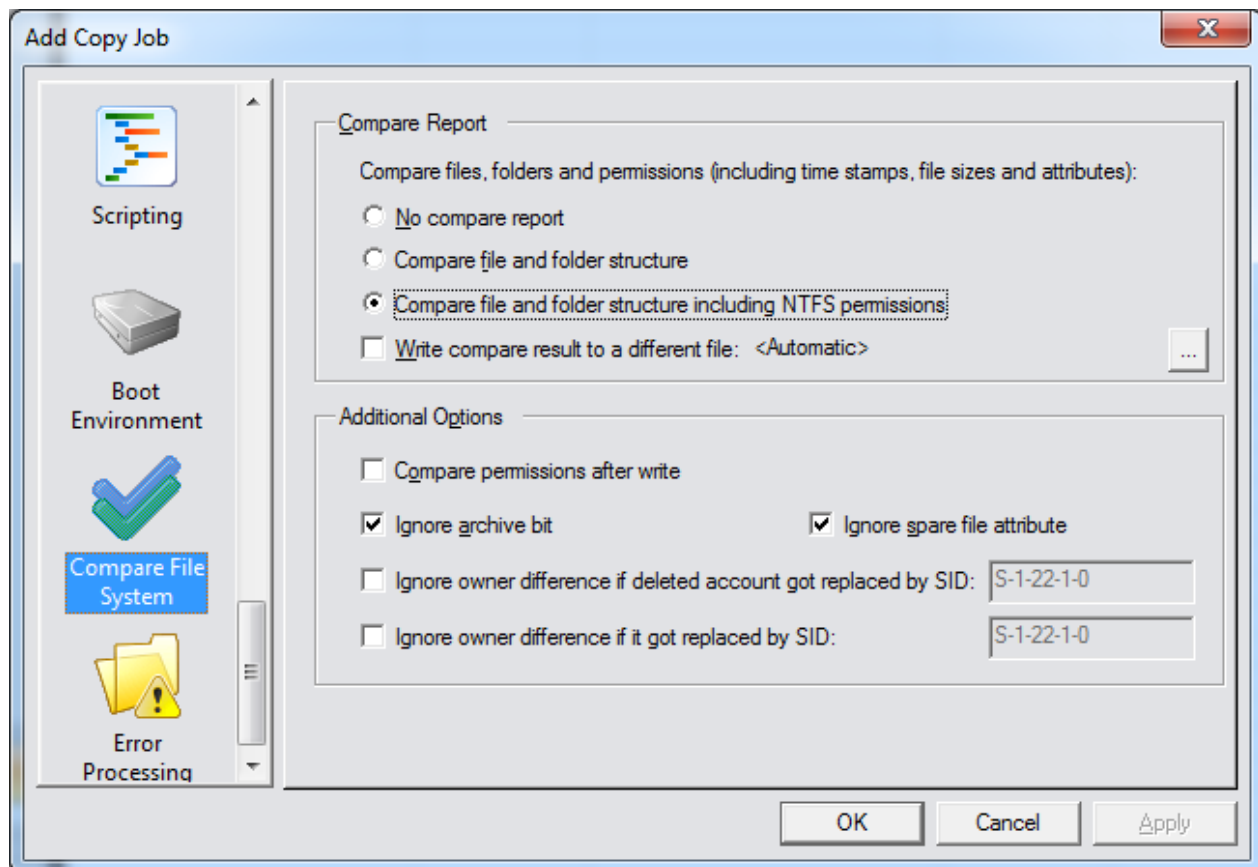 Add Copy Job
Scripting
Boot
Environment
Compare File
System
Error
Processing
Compare Report
Compare files, folders and permissions (including time stamps, file sizes and attributes):
No compare report
Compare file and folder structure
Compare file and folder structure including NTFS permissions
Write compare result to a different file: <Automatic>
...
Additional Options
Compare permissions after write
Ignore archive bit
Ignore spare file attribute
Ignore owner difference if deleted account got replaced by SID: S-1-22-1-0
Ignore owner difference if it got replaced by SID: S-1-22-1-0
OK Cancel Apply